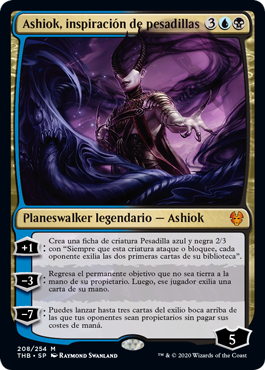 Ashiok, inspiración de pesadillas 3
Planeswalker legendario — Ashiok
+1: Crea una ficha de criatura Pesadilla azul y negra 2/3
con "Siempre que esta criatura ataque o bloquee, cada
oponente exilia las dos primeras cartas de su biblioteca".
−3: Regresa el permanente objetivo que no sea tierra a la
mano de su propietario. Luego, ese jugador exilia una
carta de su mano.
−7: Puedes lanzar hasta tres cartas del exilio boca arriba de
las que tus oponentes sean propietarios sin pagar sus
costes de maná.
5
208/254 M
THB • SP RAYMOND SWANLAND
™ & © 2020 Wizards of the Coast